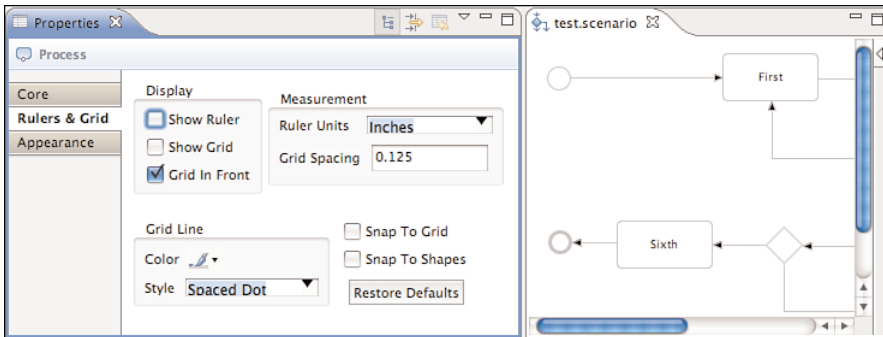 Properties
Process
Core
Rulers & Grid
Appearance
Display
Show Ruler
Show Grid
Grid In Front
Measurement
Ruler Units Inches
Grid Spacing 0.125
Grid Line
Color
Style Spaced Dot
Snap To Grid
Snap To Shapes
Restore Defaults
test.scenario
First
Sixth